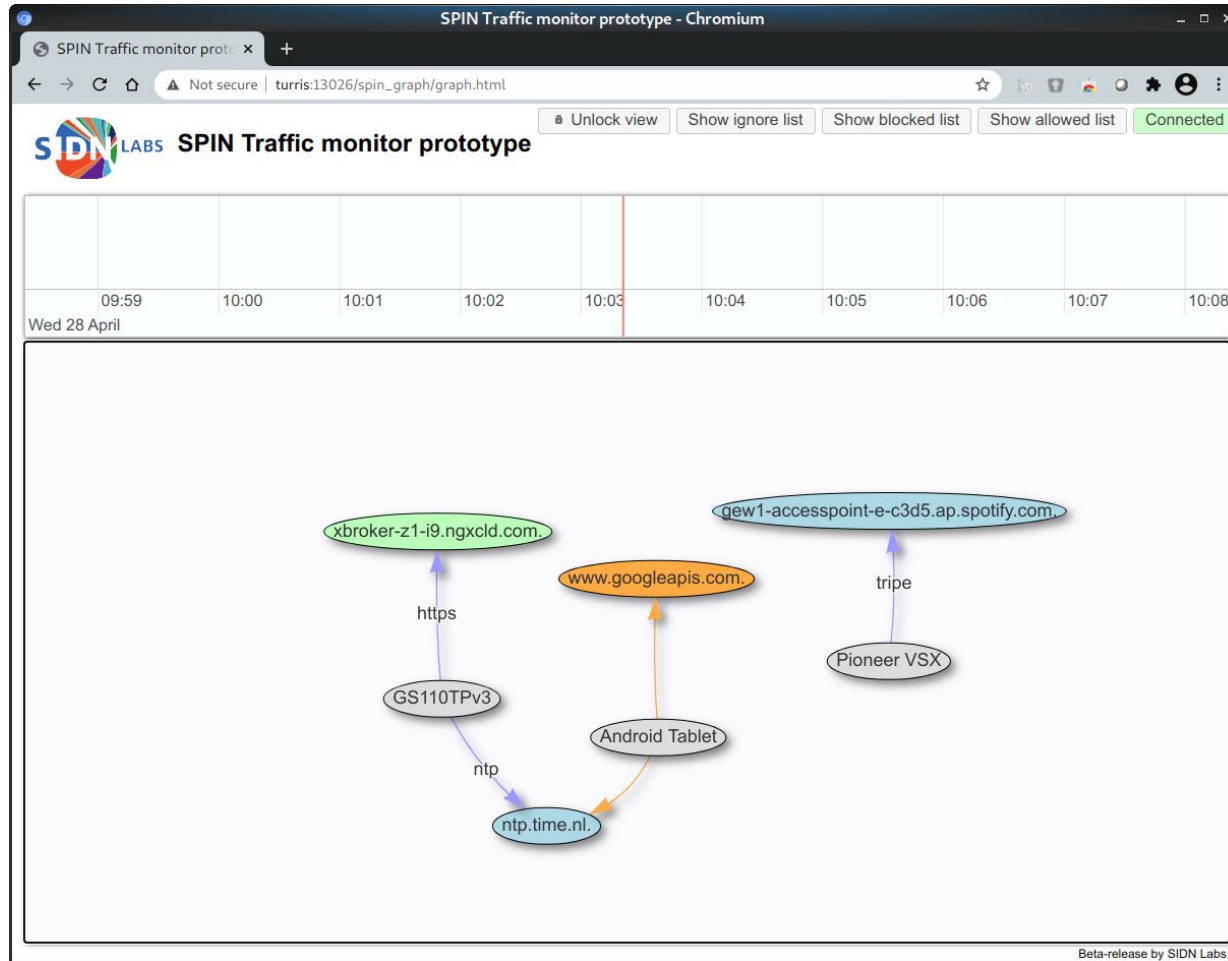 SPIN Traffic monitor prototype - Chromium
SPIN Traffic monitor proto
Not secure | turris:13026/spin_graph/graph.html
Unlock view Show ignore list Show blocked list Show allowed list Connected
SIDN LABS SPIN Traffic monitor prototype
09:59 10:00 10:01 10:02 10:03 10:04 10:05 10:06 10:07 10:08
Wed 28 April
gew1-accesspoint-e-c3d5.ap.spotify.com.
xbroker-z1-i9.ngxcld.com.
www.googleapis.com.
tripe
https
Pioneer VSX
GS110TPv3
Android Tablet
ntp
ntp.time.nl.
Beta-release by SIDN Labs